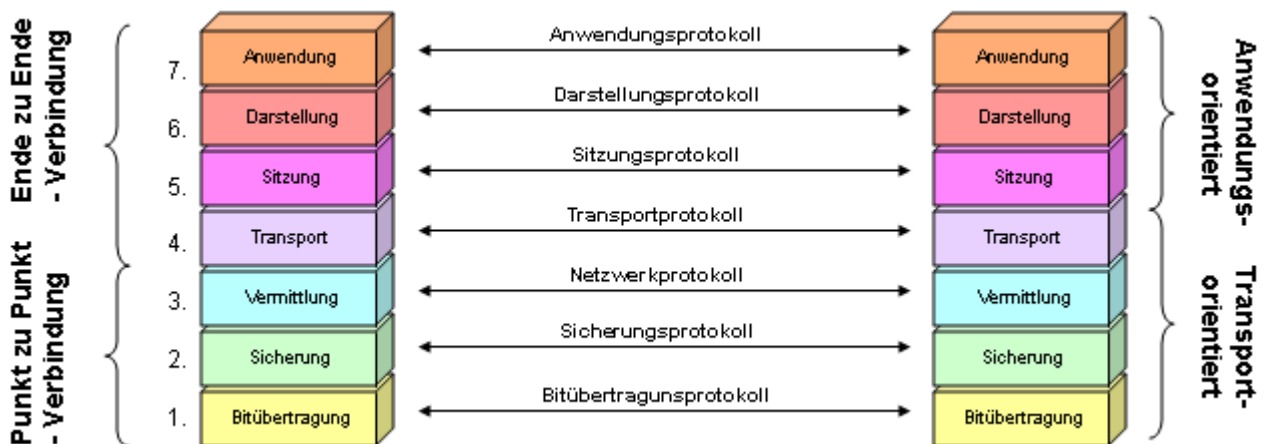 Ende zu Ende
- Verbindung
Punkt zu Punkt
- Verbindung
7.
Anwendung
Anwendungsprotokoll
Anwendung
6.
Darstellung
Darstellungsprotokoll
Darstellung
5.
Sitzung
Sitzungsprotokoll
Sitzung
4.
Transport
Transportprotokoll
Transport
3.
Vermittlung
Netzwerkprotokoll
Vermittlung
2.
Sicherung
Sicherungsprotokoll
Sicherung
1.
Bitübertragung
Bitübertragunsprotokoll
Bitübertragung
Anwendungs-
orientiert
Transport-
orientiert